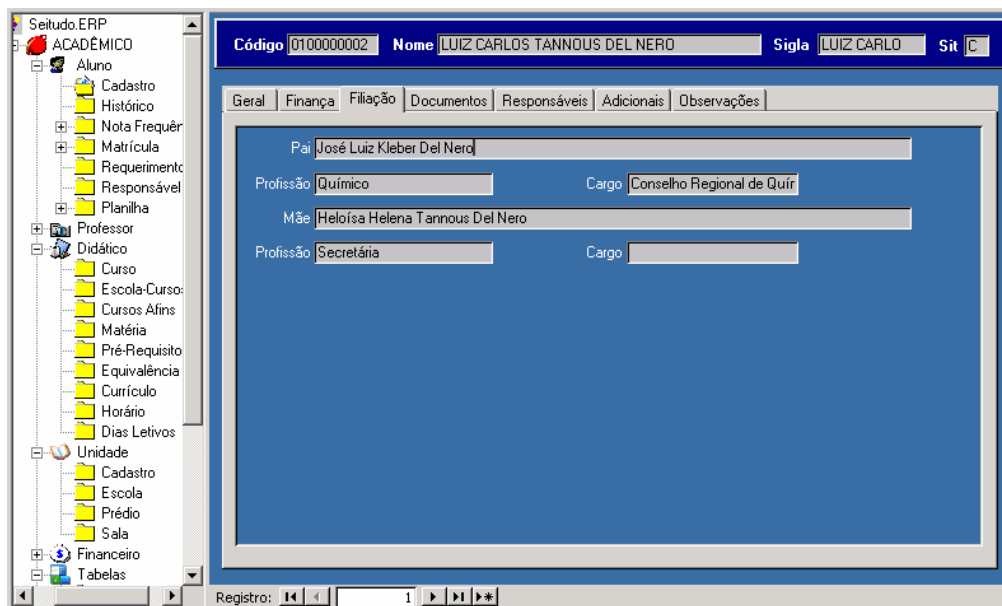 Seitudo.ERP
ACADÊMICO
Aluno
Cadastro
Histórico
Nota Frequêr
Matrícula
Requerimento
Responsável
Planilha
Professor
Didático
Curso
Escola-Curso
Cursos Afins
Matéria
Pré-Requisito
Equivalência
Currículo
Horário
Dias Letivos
Unidade
Cadastro
Escola
Prédio
Sala
Financeiro
Tabelas
Código 0100000002 Nome LUIZ CARLOS TANNOUS DEL NERO Sigla LUIZ CARLO Sit C
Geral Finança Filiação Documentos Responsáveis Adicionais Observações
Pai José Luiz Kleber Del Nero
Profissão Químico Cargo Conselho Regional de Quír
Mãe Heloísa Helena Tannous Del Nero
Profissão Secretária Cargo
Registro: 1